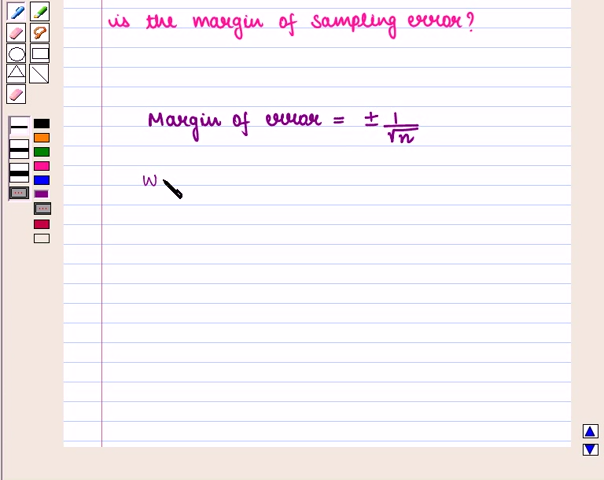 is the margin of sampling error?
Margin of error = ± 1/√n
W